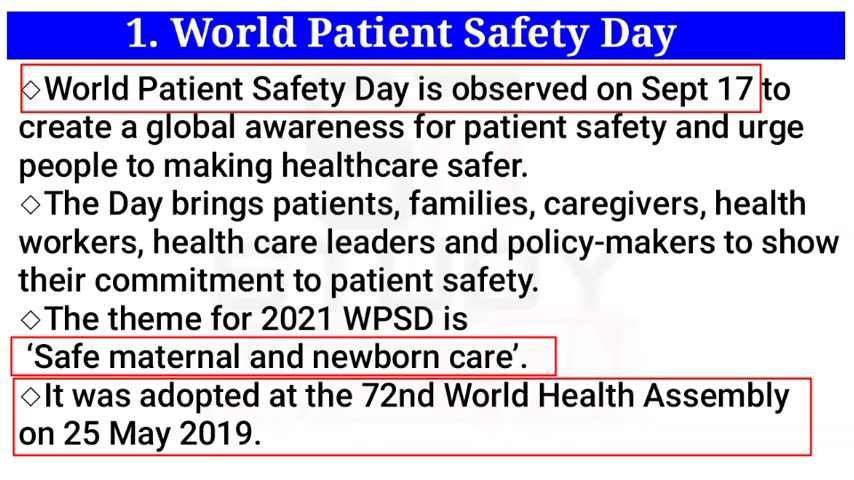 1. World Patient Safety Day
◇World Patient Safety Day is observed on Sept 17 to
create a global awareness for patient safety and urge
people to making healthcare safer.
◇The Day brings patients, families, caregivers, health
workers, health care leaders and policy-makers to show
their commitment to patient safety.
◇The theme for 2021 WPSD is
‘Safe maternal and newborn care’.
◇It was adopted at the 72nd World Health Assembly
on 25 May 2019.
STUDY